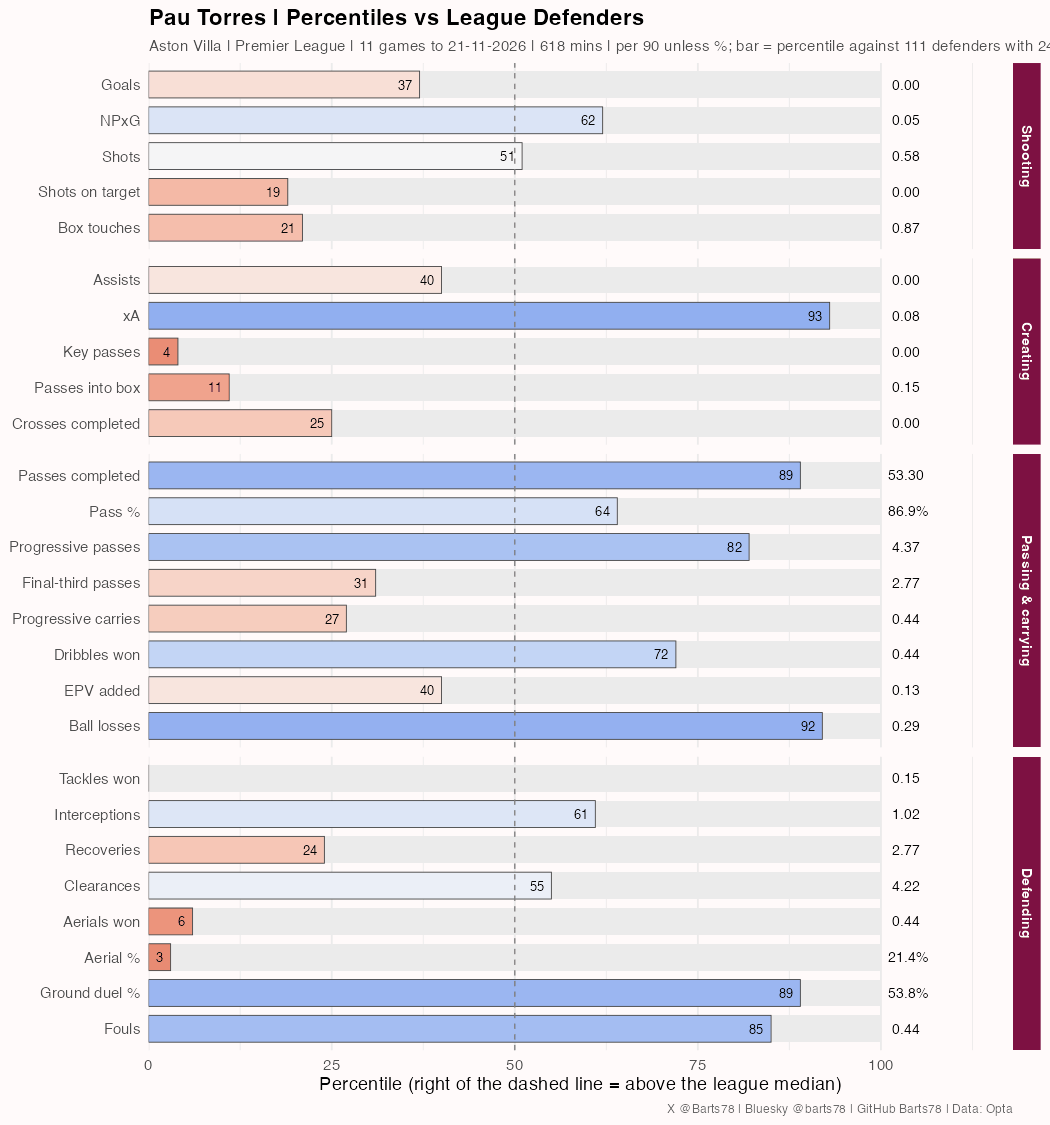 Pau Torres | Percentiles vs League Defenders
Aston Villa | Premier League | 11 games to 21-11-2026 | 618 mins | per 90 unless %; bar = percentile against 111 defenders with 24
Shooting
Goals 37 0.00
NPxG 62 0.05
Shots 51 0.58
Shots on target 19 0.00
Box touches 21 0.87
Creating
Assists 40 0.00
xA 93 0.08
Key passes 4 0.00
Passes into box 11 0.15
Crosses completed 25 0.00
Passing & carrying
Passes completed 89 53.30
Pass % 64 86.9%
Progressive passes 82 4.37
Final-third passes 31 2.77
Progressive carries 27 0.44
Dribbles won 72 0.44
EPV added 40 0.13
Ball losses 92 0.29
Defending
Tackles won 0.15
Interceptions 61 1.02
Recoveries 24 2.77
Clearances 55 4.22
Aerials won 6 0.44
Aerial % 3 21.4%
Ground duel % 89 53.8%
Fouls 85 0.44
0 25 50 75 100
Percentile (right of the dashed line = above the league median)
X @Barts78 | Bluesky @barts78 | GitHub Barts78 | Data: Opta